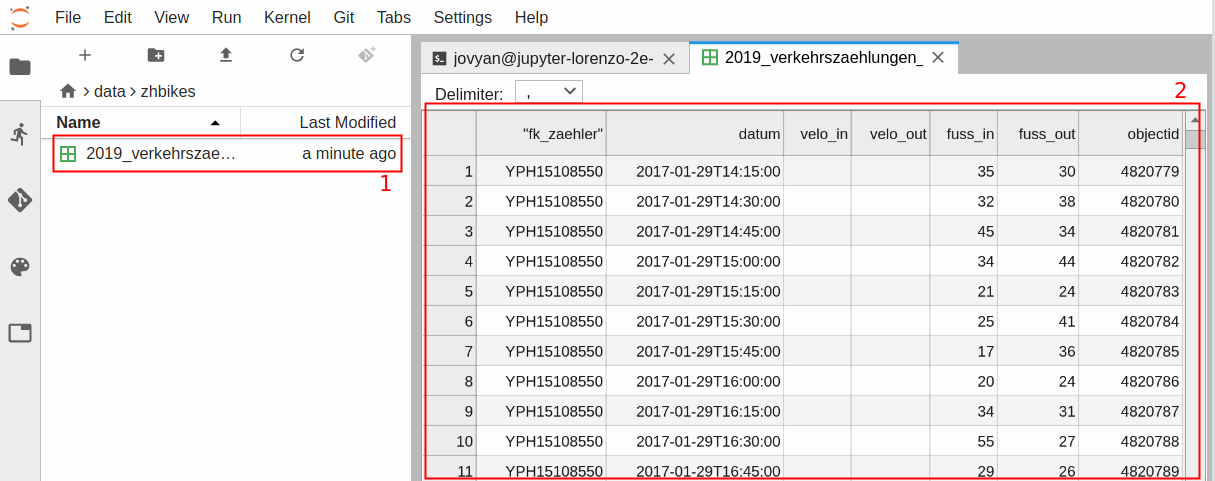 File Edit View Run Kernel Git Tabs Settings Help
jovyan@jupyter-lorenzo-2e-
2019_verkehrszaehlungen_
data zhbikes
Delimiter: ,
2
Name Last Modified
2019_verkehrszae… a minute ago
1
"fk_zaehler" datum velo_in velo_out fuss_in fuss_out objectid
1 YPH15108550 2017-01-29T14:15:00 35 30 4820779
2 YPH15108550 2017-01-29T14:30:00 32 38 4820780
3 YPH15108550 2017-01-29T14:45:00 45 34 4820781
4 YPH15108550 2017-01-29T15:00:00 34 44 4820782
5 YPH15108550 2017-01-29T15:15:00 21 24 4820783
6 YPH15108550 2017-01-29T15:30:00 25 41 4820784
7 YPH15108550 2017-01-29T15:45:00 17 36 4820785
8 YPH15108550 2017-01-29T16:00:00 20 24 4820786
9 YPH15108550 2017-01-29T16:15:00 34 31 4820787
10 YPH15108550 2017-01-29T16:30:00 55 27 4820788
11 YPH15108550 2017-01-29T16:45:00 29 26 4820789